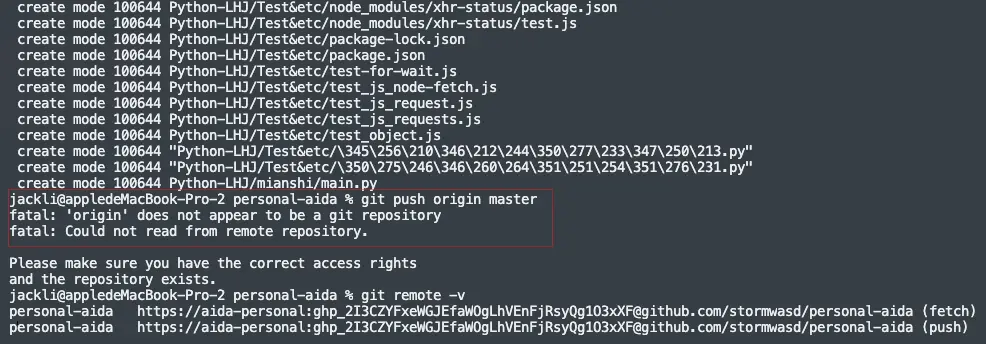 create mode 100644 Python-LHJ/Test&etc/node_modules/xhr-status/package.json
create mode 100644 Python-LHJ/Test&etc/node_modules/xhr-status/test.js
create mode 100644 Python-LHJ/Test&etc/package-lock.json
create mode 100644 Python-LHJ/Test&etc/package.json
create mode 100644 Python-LHJ/Test&etc/test-for-wait.js
create mode 100644 Python-LHJ/Test&etc/test_js_node-fetch.js
create mode 100644 Python-LHJ/Test&etc/test_js_request.js
create mode 100644 Python-LHJ/Test&etc/test_js_requests.js
create mode 100644 Python-LHJ/Test&etc/test_object.js
create mode 100644 "Python-LHJ/Test&etc/\345\256\210\346\212\244\350\277\233\347\250\213.py"
create mode 100644 "Python-LHJ/Test&etc/\350\275\246\346\260\264\351\251\254\351\276\231.py"
create mode 100644 Python-LHJ/mianshi/main.py
jackli@appledeMacBook-Pro-2 personal-aida % git push origin master
fatal: 'origin' does not appear to be a git repository
fatal: Could not read from remote repository.
Please make sure you have the correct access rights
and the repository exists.
jackli@appledeMacBook-Pro-2 personal-aida % git remote -v
personal-aida https://aida-personal: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@github.com/stormwasd/personal-aida (fetch)
personal-aida https://aida-personal: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@github.com/stormwasd/personal-aida (push)